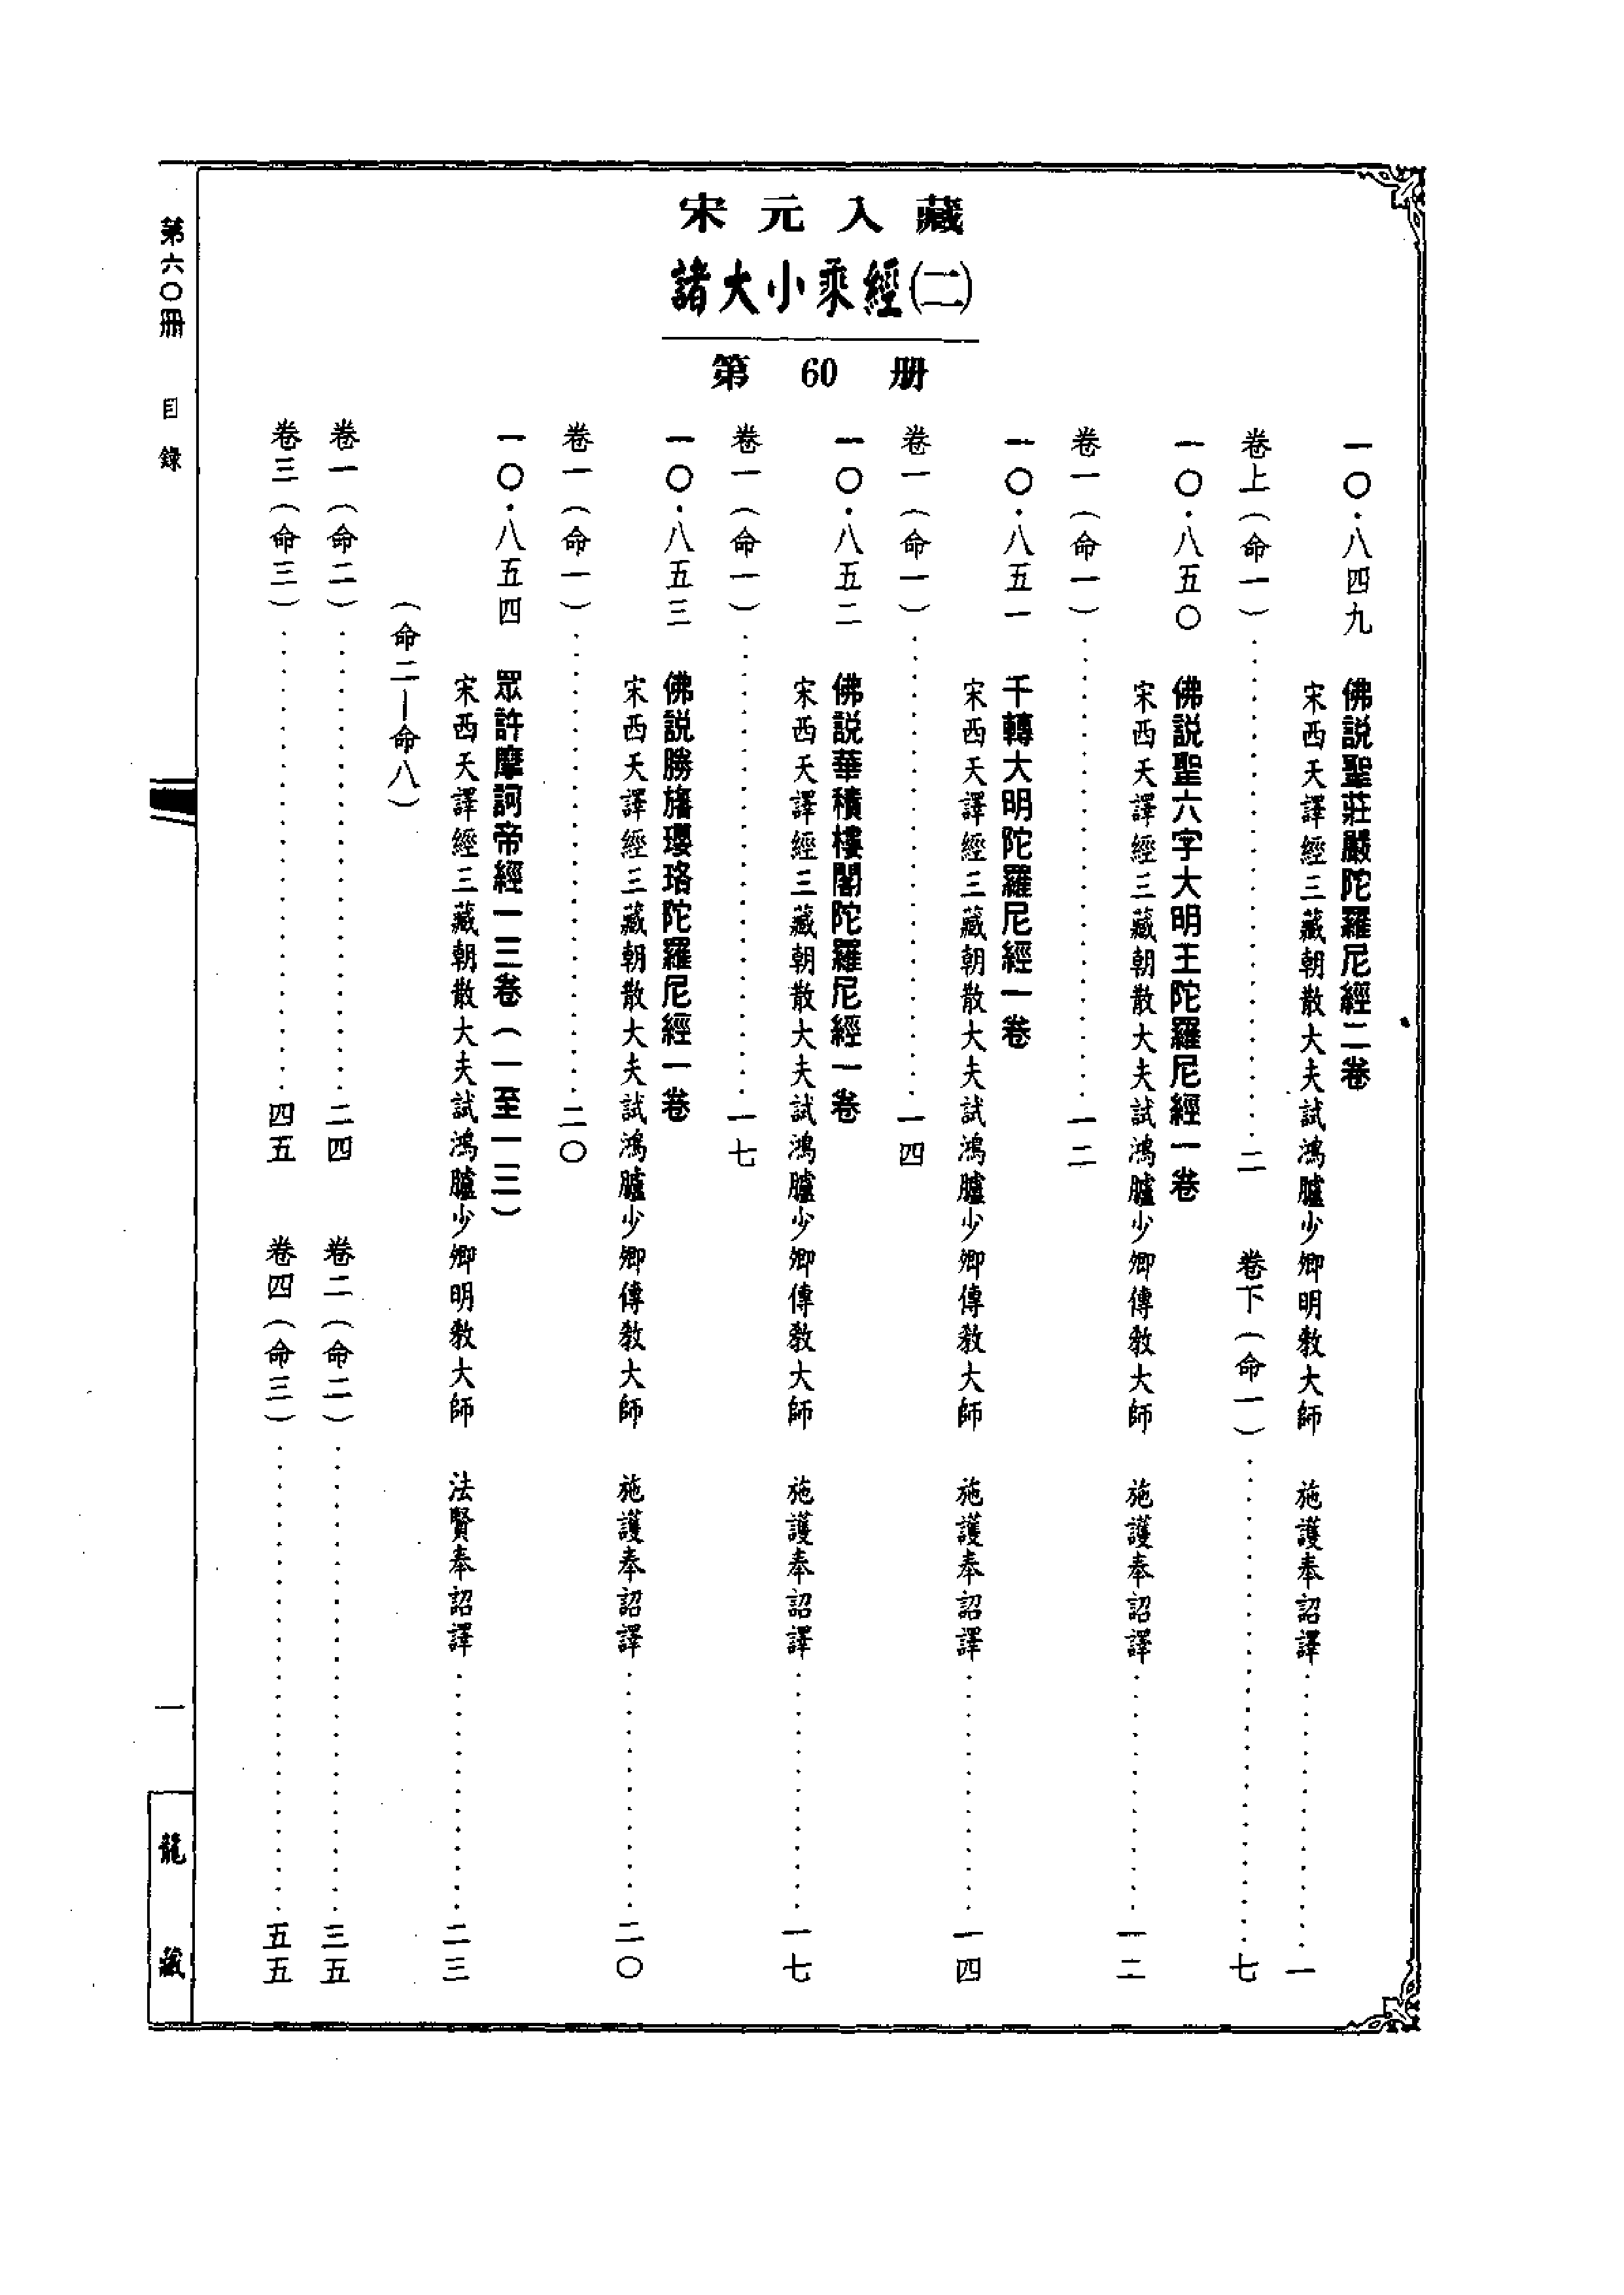 宋元入藏
諸大小乘經(二)
第 60 册
一〇·八四九 佛説聖莊嚴陀羅尼經二卷
宋西天譯經三藏朝散大夫試鴻臚少卿明教大師 施護奉詔譯……一
卷上(命一)……二 卷下(命一)……七
一〇·八五〇 佛説聖六字大明王陀羅尼經一卷
宋西天譯經三藏朝散大夫試鴻臚少卿傳教大師 施護奉詔譯……一二
卷一(命一)……一二
一〇·八五一 千轉大明陀羅尼經一卷
宋西天譯經三藏朝散大夫試鴻臚少卿傳教大師 施護奉詔譯……一四
卷一(命一)……一四
一〇·八五二 佛説華積樓閣陀羅尼經一卷
宋西天譯經三藏朝散大夫試鴻臚少卿傳教大師 施護奉詔譯……一七
卷一(命一)……一七
一〇·八五三 佛説勝旛瓔珞陀羅尼經一卷
宋西天譯經三藏朝散大夫試鴻臚少卿傳教大師 施護奉詔譯……二〇
卷一(命一)……二〇
一〇·八五四 眾許摩訶帝經一三卷(一至一三)
宋西天譯經三藏朝散大夫試鴻臚少卿明教大師 法賢奉詔譯……二三
(命二—命八)
卷一(命二)……二四 卷二(命二)……三五
卷三(命三)……四五 卷四(命三)……五五
第六〇冊 目錄 一 龍藏